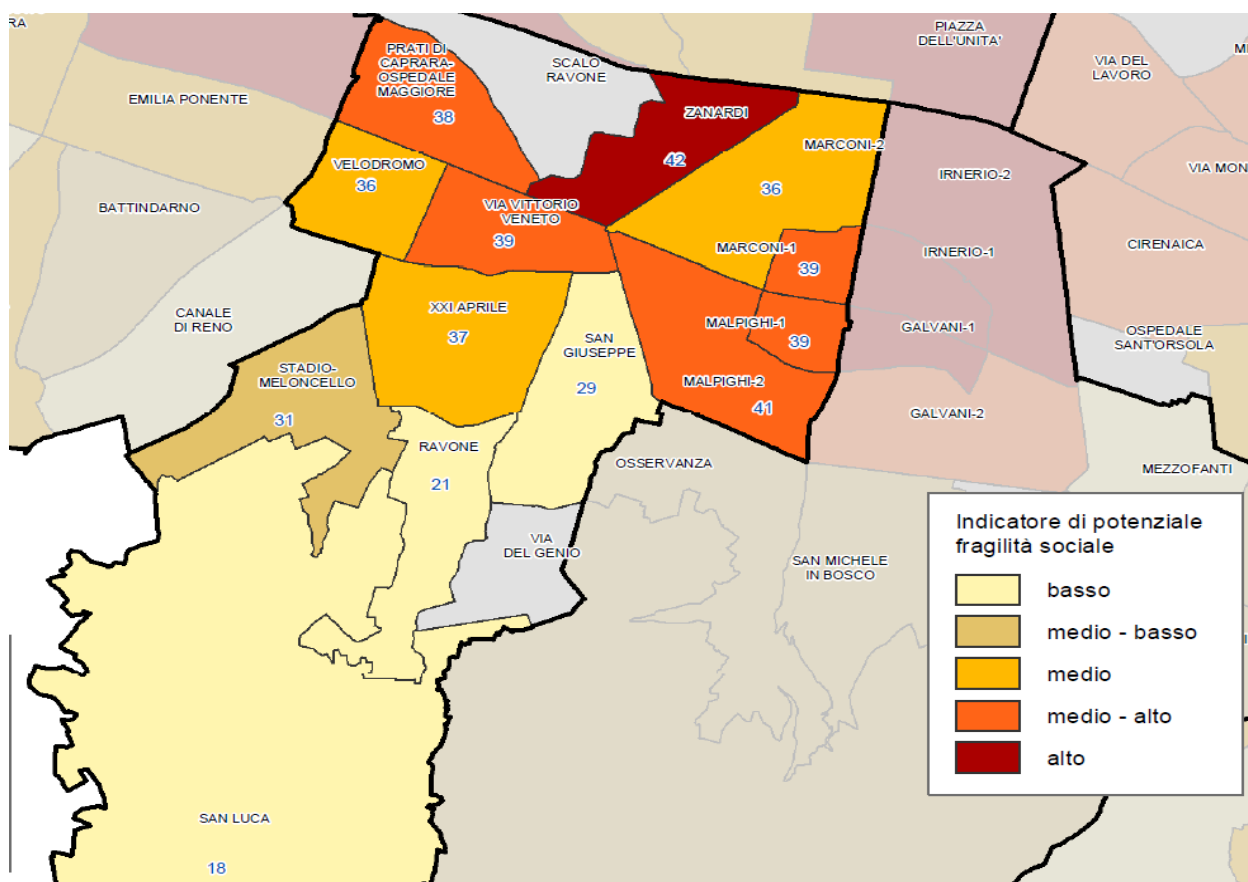 RA
EMILIA PONENTE
PRATI DI
CAPRARA-
OSPEDALE
MAGGIORE
38
SCALO
RAVONE
PIAZZA
DELL'UNITA'
VIA DEL
LAVORO
ZANARDI
42
MARCONI-2
36
VELODROMO
36
BATTINDARNO
VIA VITTORIO
VENETO
39
IRNERIO-2
VIA MON
MARCONI-1
39
IRNERIO-1
CIRENAICA
CANALE
DI RENO
XXI APRILE
37
SAN
GIUSEPPE
29
MALPIGHI-1
39
GALVANI-1
OSPEDALE
SANT'ORSOLA
STADIO-
MELONCELLO
31
MALPIGHI-2
41
GALVANI-2
RAVONE
21
OSSERVANZA
MEZZOFANTI
VIA
DEL GENIO
SAN MICHELE
IN BOSCO
SAN LUCA
18
Indicatore di potenziale
fragilità sociale
basso
medio - basso
medio
medio - alto
alto